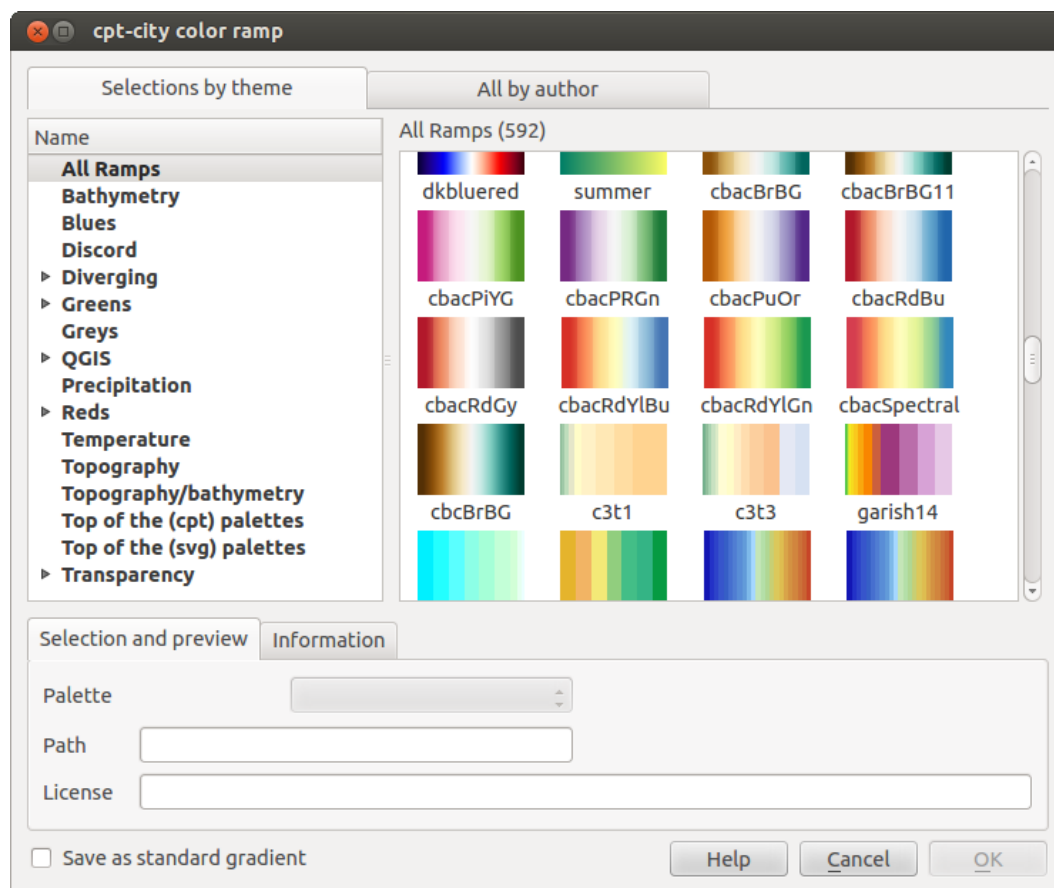 cpt-city color ramp
Selections by theme
All by author
Name
All Ramps
Bathymetry
Blues
Discord
Diverging
Greens
Greys
QGIS
Precipitation
Reds
Temperature
Topography
Topography/bathymetry
Top of the (cpt) palettes
Top of the (svg) palettes
Transparency
All Ramps (592)
dkbluered summer cbacBrBG cbacBrBG11
cbacPiYG cbacPRGn cbacPuOr cbacRdBu
cbacRdGy cbacRdYlBu cbacRdYlGn cbacSpectral
cbcBrBG c3t1 c3t3 garish14
Selection and preview
Information
Palette
Path
License
Save as standard gradient
Help
Cancel
OK